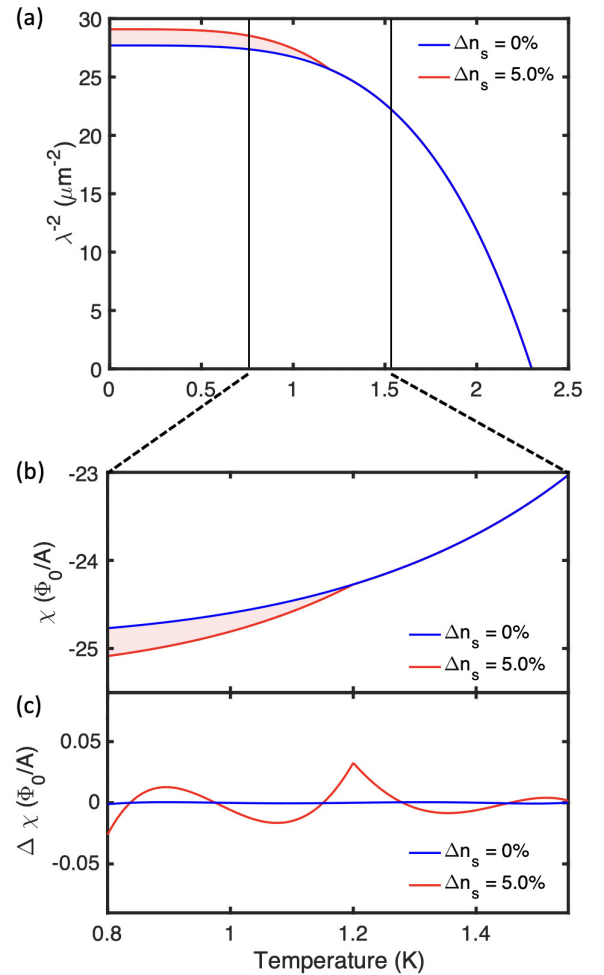 (a)
30
25
20
15
10
5
0
λ⁻² (μm⁻²)
Δnₛ = 0%
Δnₛ = 5.0%
0 0.5 1 1.5 2 2.5
(b)
-23
-24
-25
χ (Φ₀/A)
Δnₛ = 0%
Δnₛ = 5.0%
(c)
0.05
0
-0.05
Δ χ (Φ₀/A)
Δnₛ = 0%
Δnₛ = 5.0%
0.8 1 1.2 1.4
Temperature (K)